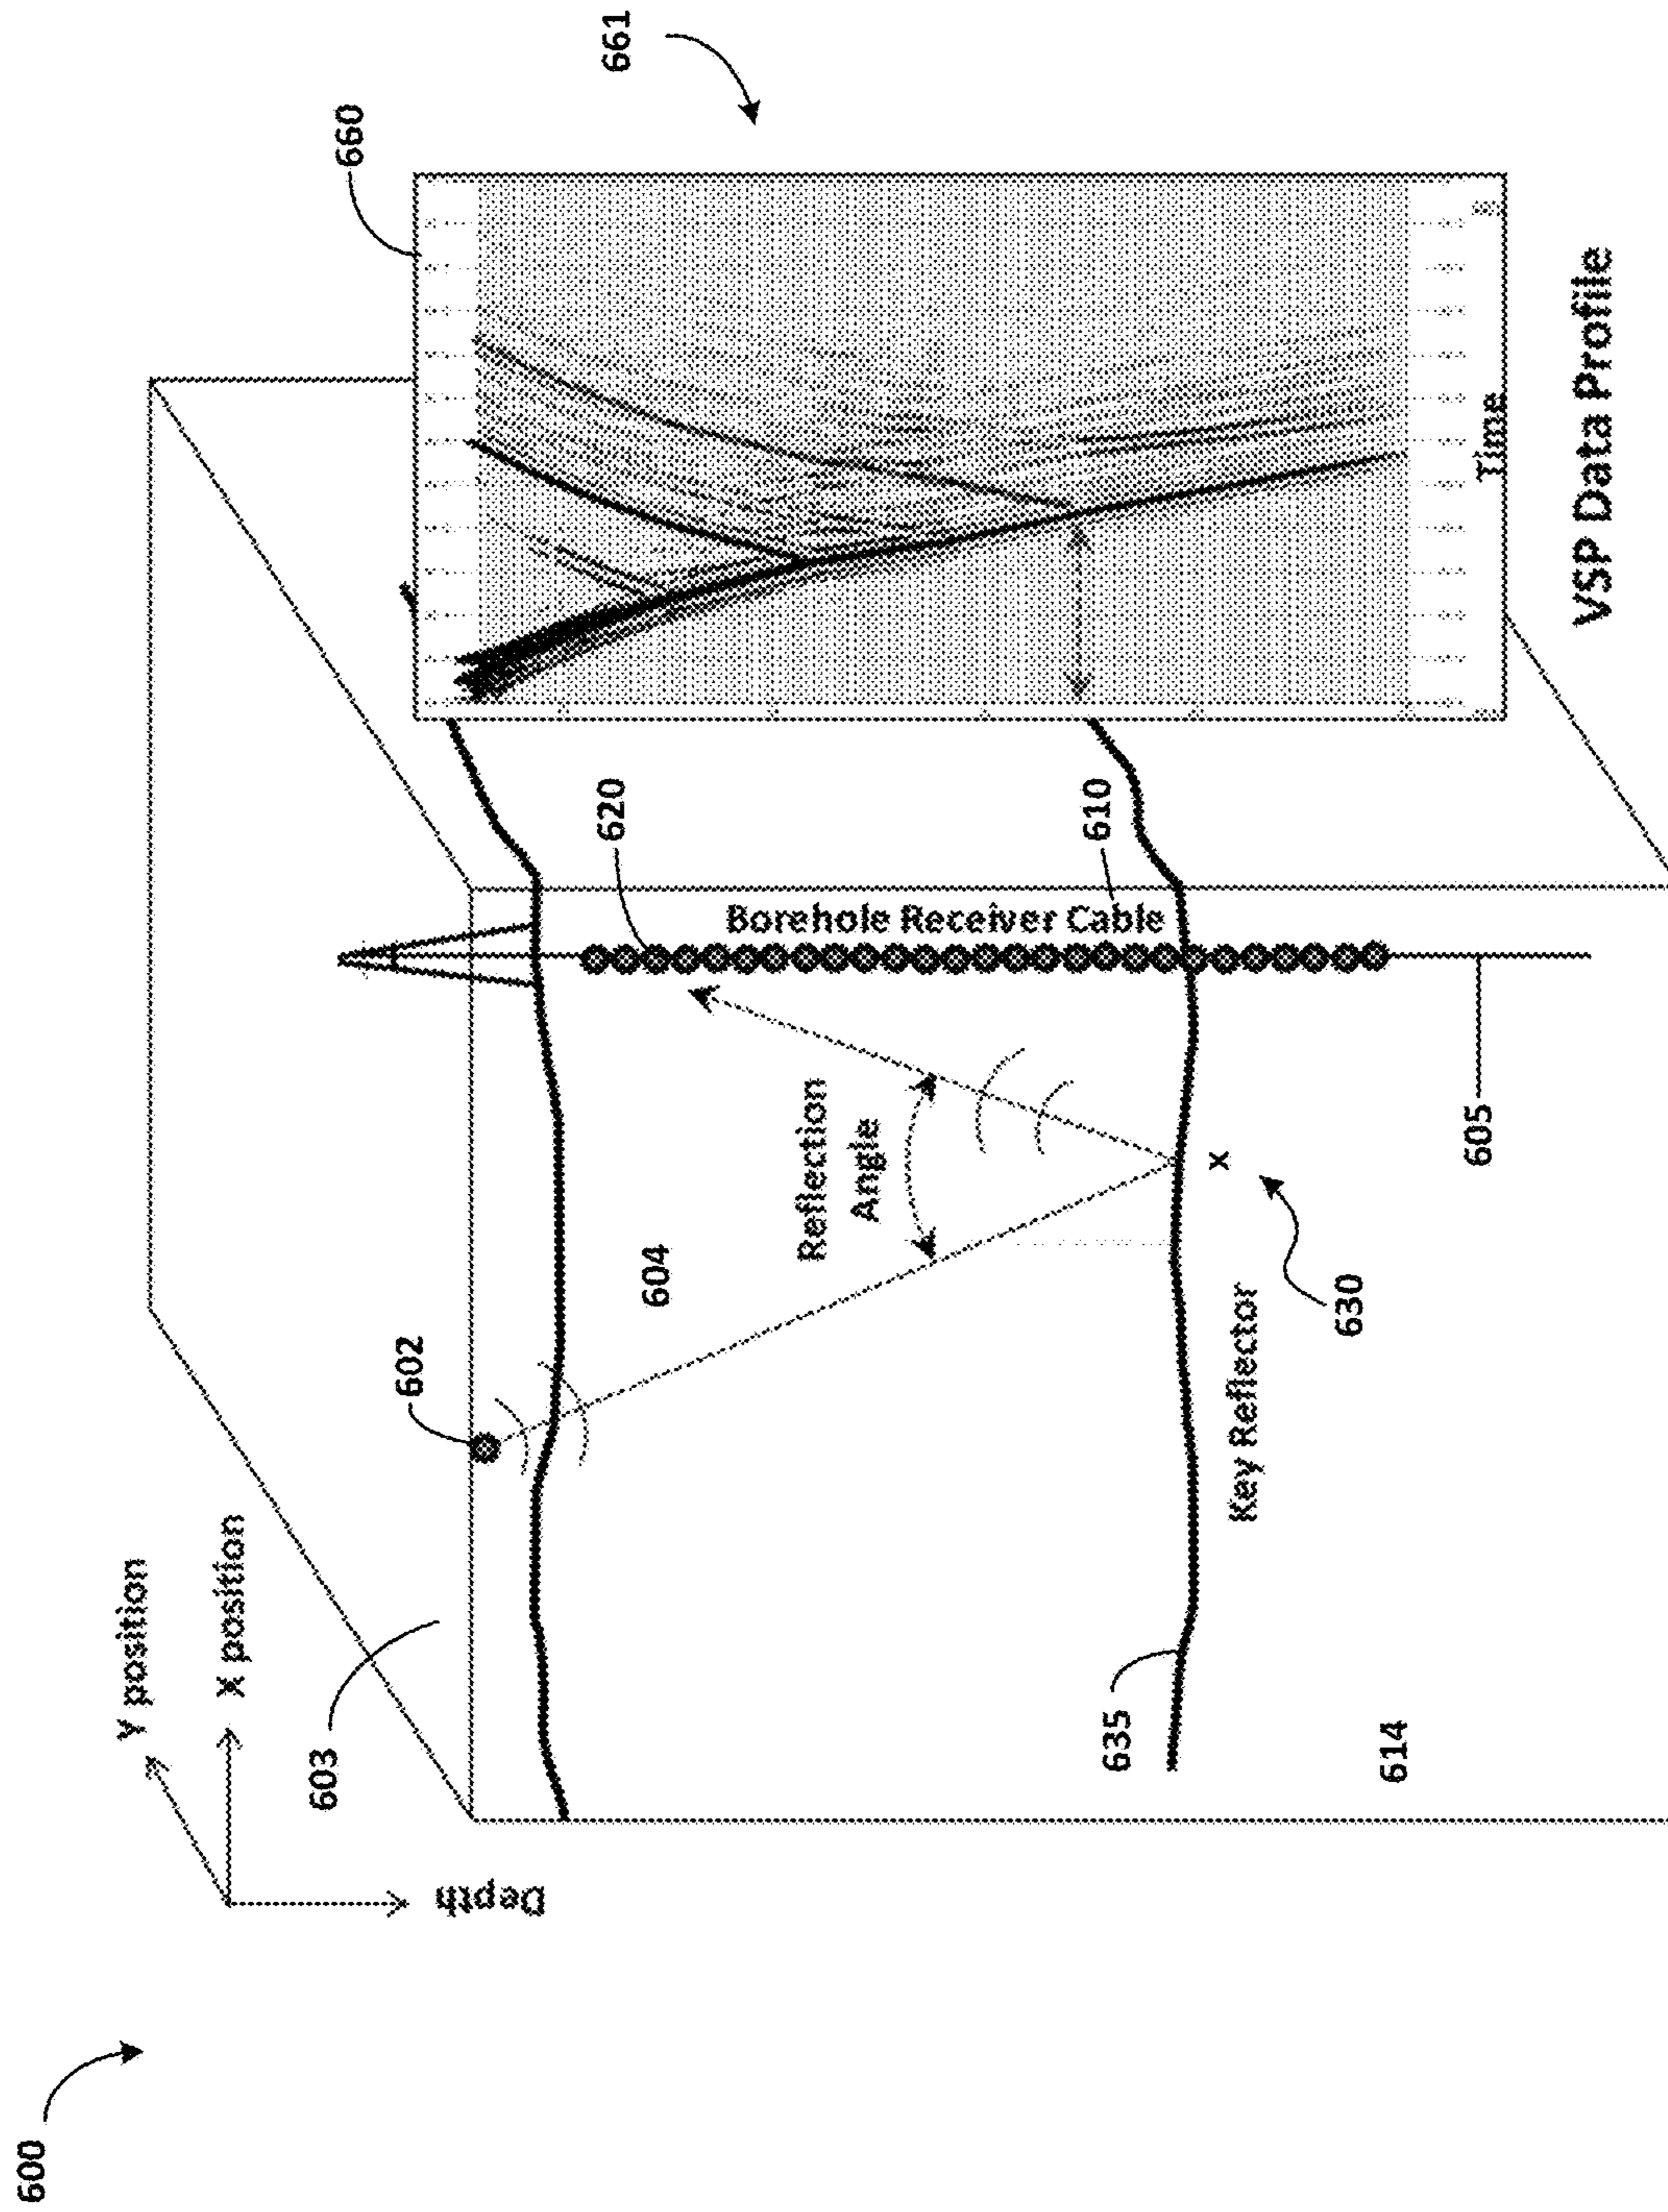 600
Y position
X position
Depth
603
602
604
Reflection
Angle
620
Borehole Receiver Cable
610
635
Key Reflector
X
630
605
614
660
661
Time
VSP Data Profile